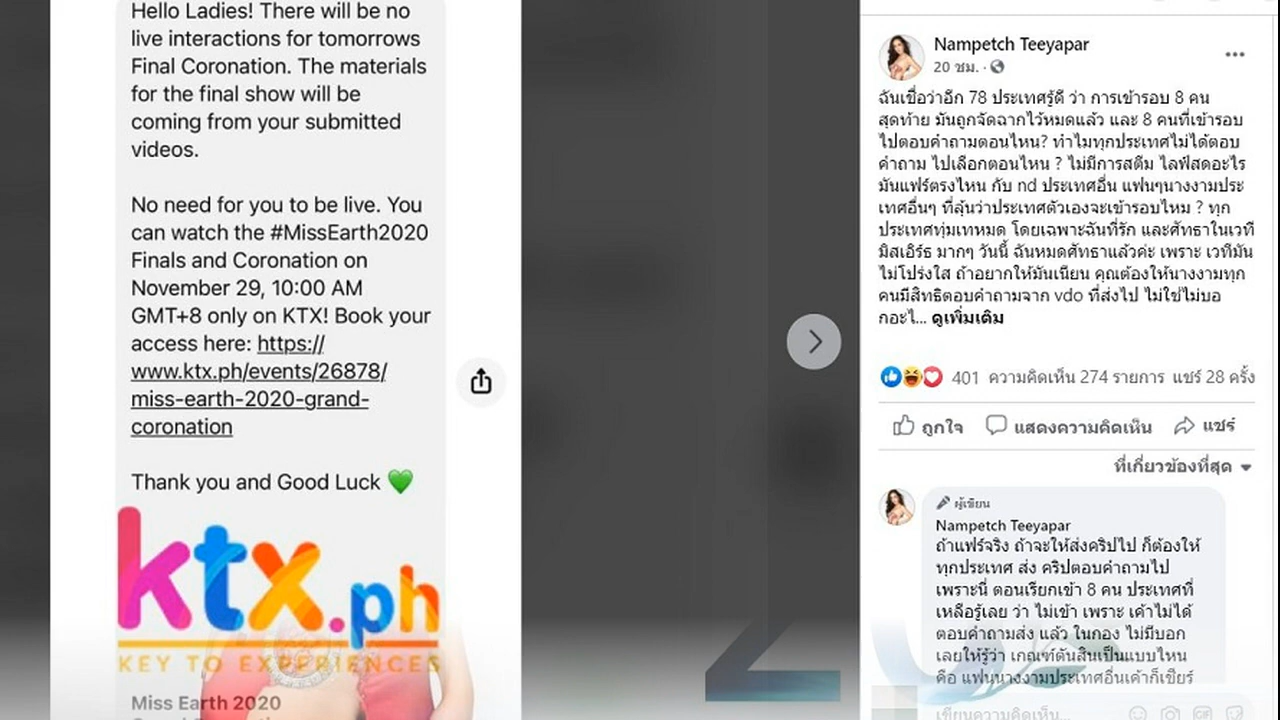 Hello Ladies! There will be no
live interactions for tomorrows
Final Coronation. The materials
for the final show will be
coming from your submitted
videos.
No need for you to be live. You
can watch the #MissEarth2020
Finals and Coronation on
November 29, 10:00 AM
GMT+8 only on KTX! Book your
access here: https://
www.ktx.ph/events/26878/
miss-earth-2020-grand-
coronation
Thank you and Good Luck 💚
ktx.ph
KEY TO EXPERIENCES
Miss Earth 2020
Nampetch Teeyapar
20 ชม. ·
ฉันเชื่อว่าอีก 78 ประเทศรู้ดี ว่า การเข้ารอบ 8 คน
สุดท้าย มันถูกจัดฉากไว้หมดแล้ว และ 8 คนที่เข้ารอบ
ไปตอบคำถามตอนไหน? ทำไมทุกประเทศไม่ได้ตอบ
คำถาม ไปเลือกตอนไหน ? ไม่มีการสตีม ไลฟ์สดอะไร
มันแฟร์ตรงไหน กับ nd ประเทศอื่น แฟนๆนางงามประ
เทศอื่นๆ ที่ลุ้นว่าประเทศตัวเองจะเข้ารอบไหม ? ทุก
ประเทศทุ่มเทหมด โดยเฉพาะฉันที่รัก และศัทธาในเวที
มิสเอิร์ธ มากๆ วันนี้ ฉันหมดศัทธาแล้วค่ะ เพราะ เวทีมัน
ไม่โปร่งใส ถ้าอยากให้มันเนียน คุณต้องให้นางงามทุก
คนมีสิทธิตอบคำถามจาก vdo ที่ส่งไป ไม่ใช่ไม่บอ
กอะไ... ดูเพิ่มเติม
401 ความคิดเห็น 274 รายการ แชร์ 28 ครั้ง
ถูกใจ แสดงความคิดเห็น แชร์
ที่เกี่ยวข้องที่สุด
ผู้เขียน
Nampetch Teeyapar
ถ้าแฟร์จริง ถ้าจะให้ส่งคริปไป ก็ต้องให้
ทุกประเทศ ส่ง คริปตอบคำถามไป
เพราะนี่ ตอนเรียกเข้า 8 คน ประเทศที่
เหลือรู้เลย ว่า ไม่เข้า เพราะ เค้าไม่ได้
ตอบคำถามส่ง แล้ว ในกอง ไม่มีบอก
เลยให้รู้ว่า เกณฑ์ตัดสินเป็นแบบไหน
คือ แฟนนางงามประเทศอื่นเค้าก็เชียร์
เขียนความคิดเห็น...